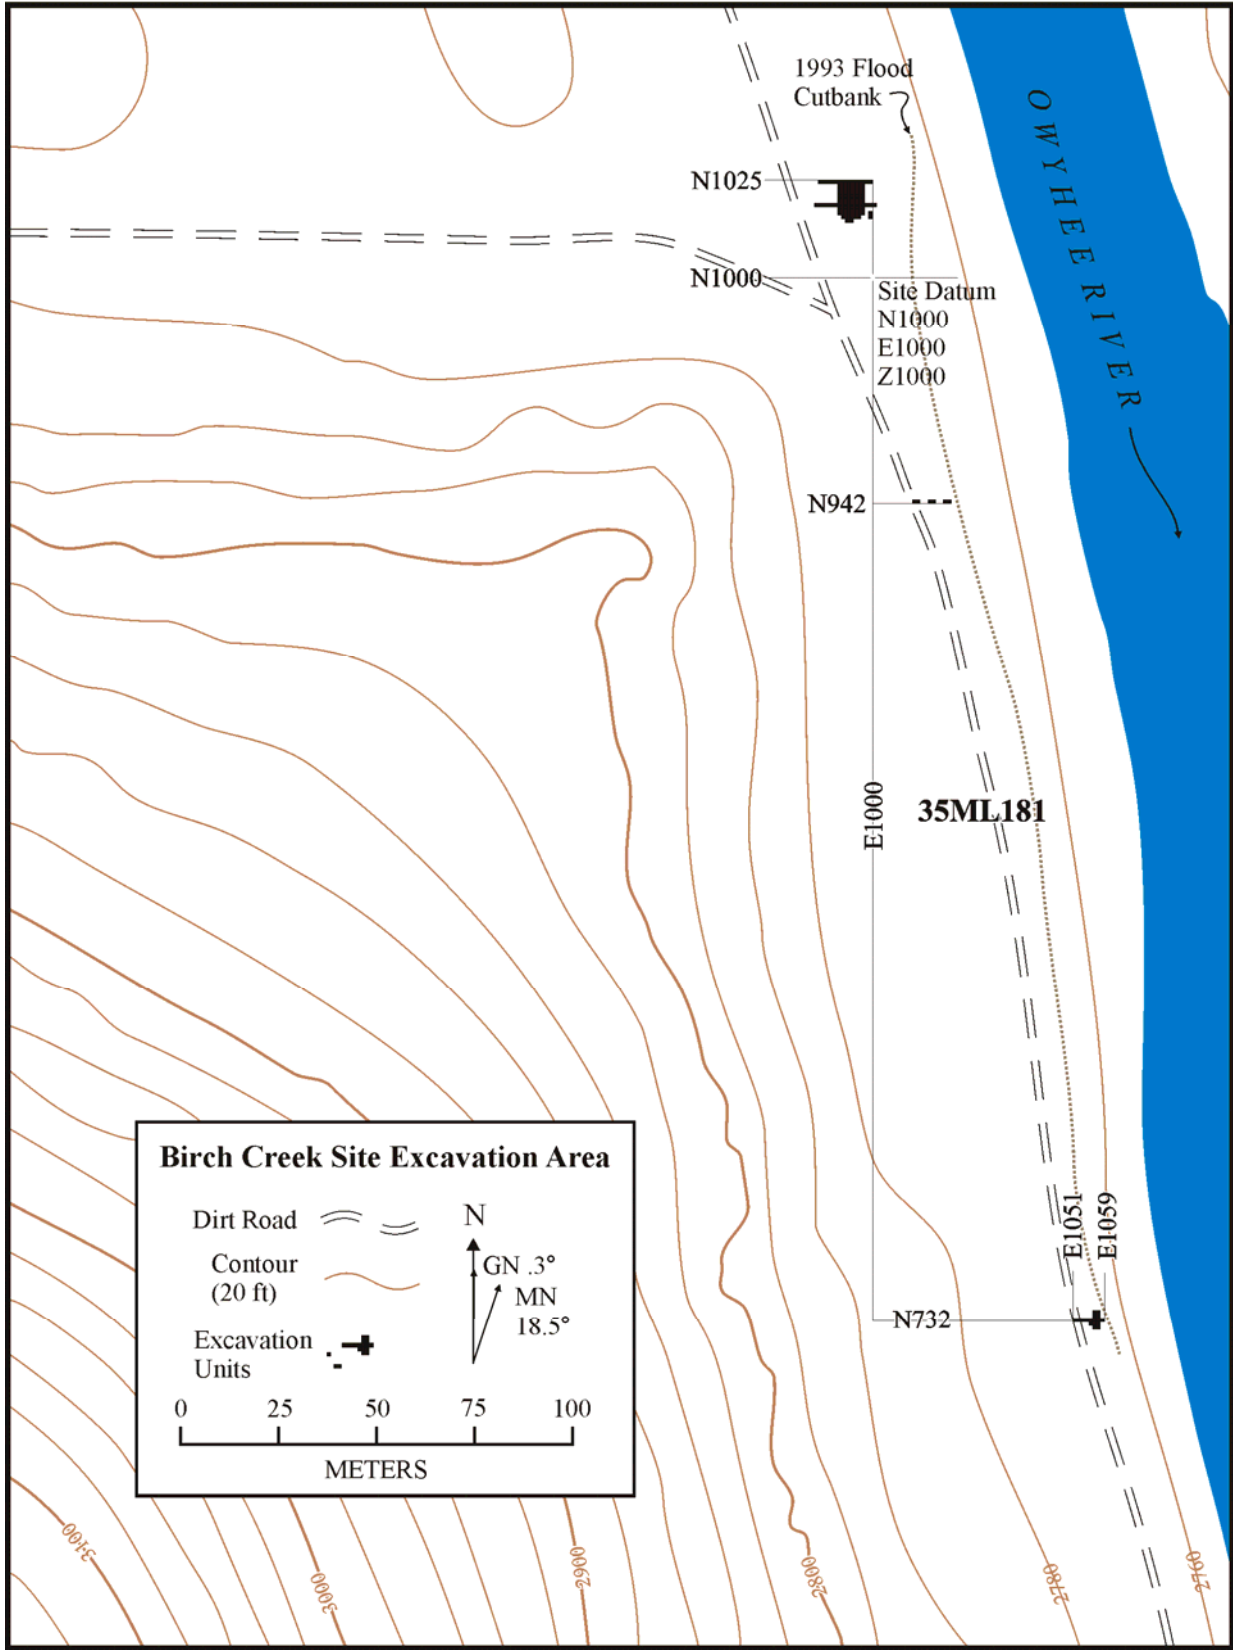 1993 Flood
Cutbank
OWYHEE RIVER
N1025
N1000
Site Datum
N1000
E1000
Z1000
N942
E1000
35ML181
E1051
E1059
N732
Birch Creek Site Excavation Area
Dirt Road
Contour
(20 ft)
Excavation
Units
N
GN .3°
MN
18.5°
0 25 50 75 100
METERS
3100
3000
2900
2800
2780
2760